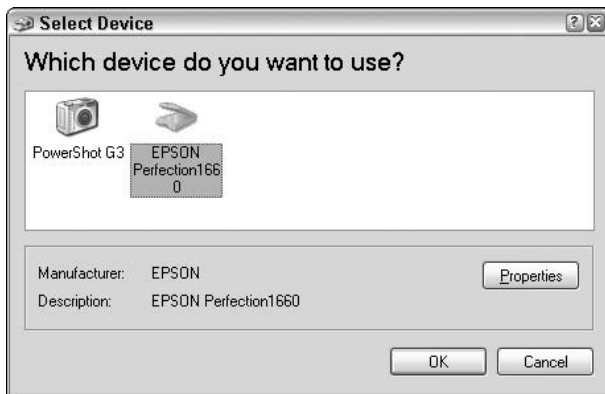 Select Device
Which device do you want to use?
PowerShot G3
EPSON
Perfection166
0
Manufacturer: EPSON
Properties
Description: EPSON Perfection1660
OK Cancel